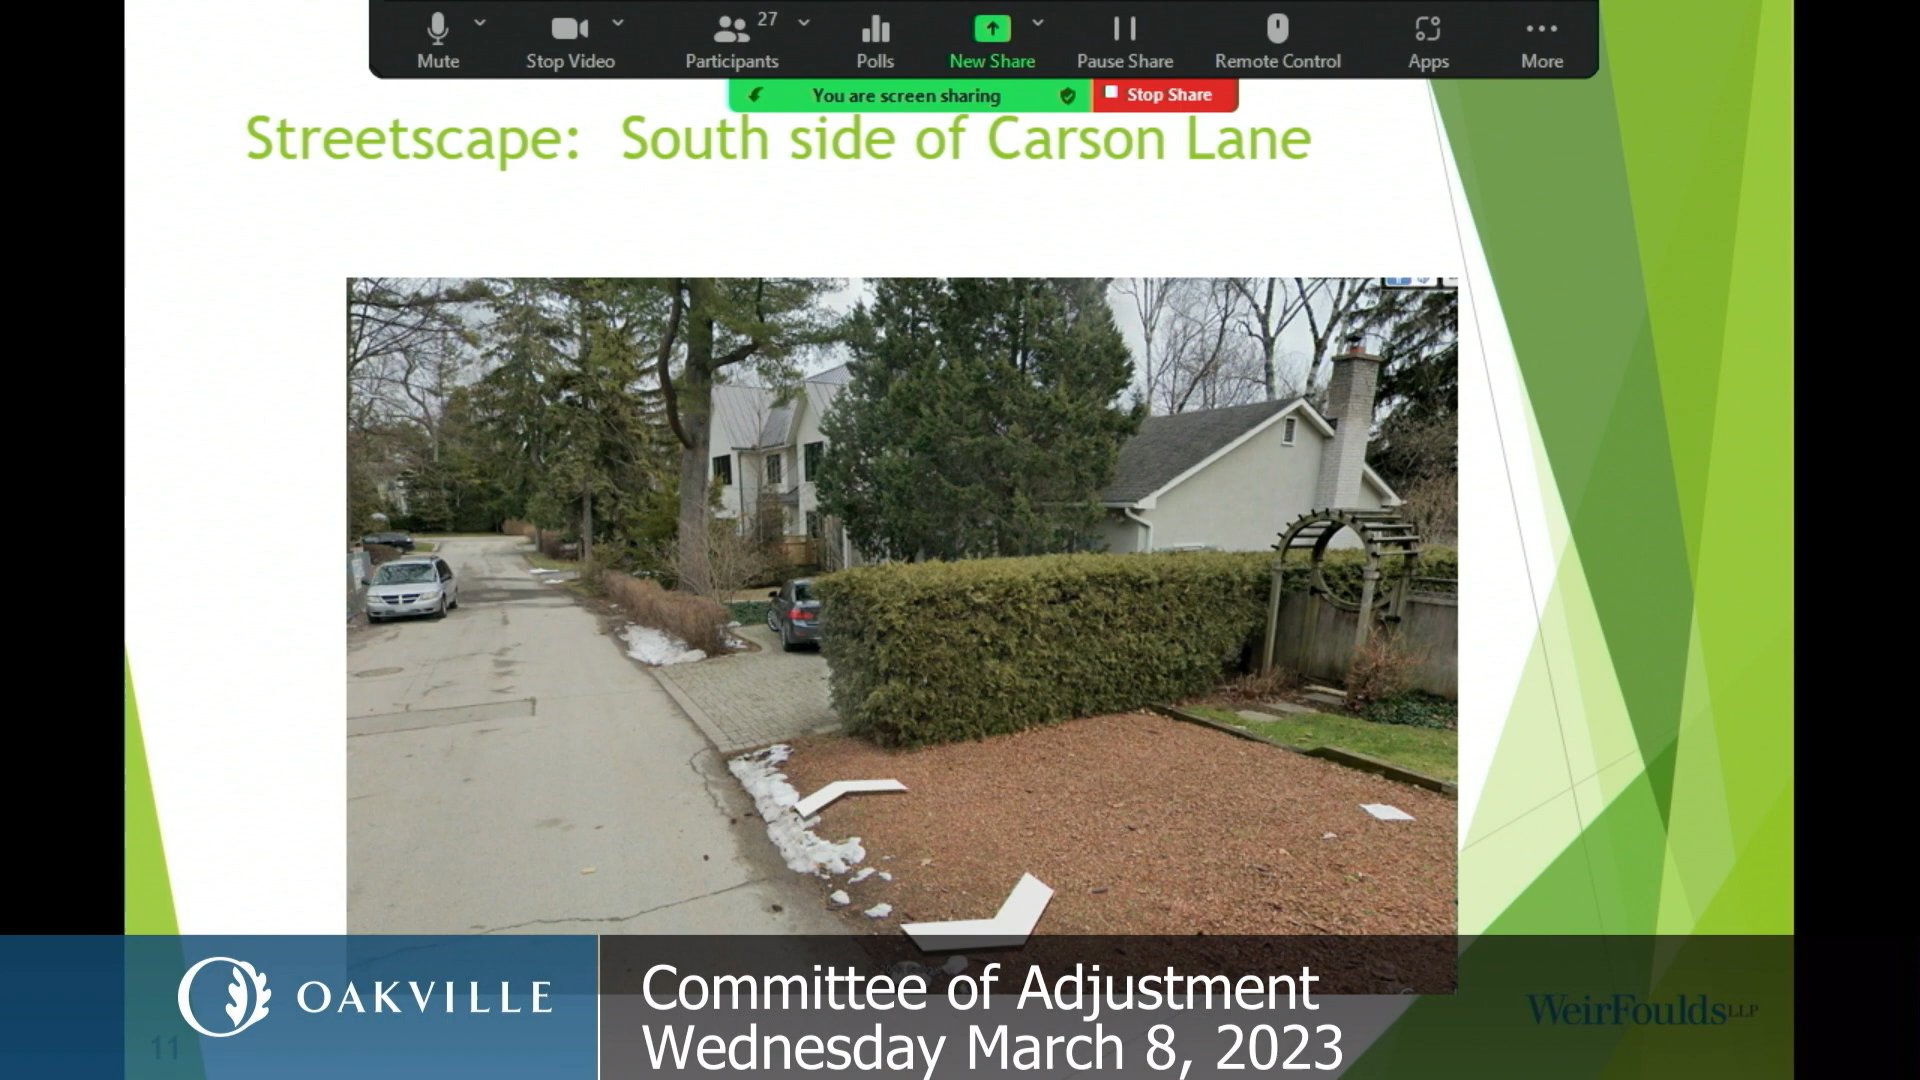 27
Mute
Stop Video
Participants
Polls
New Share
Pause Share
Remote Control
Apps
More
You are screen sharing
Stop Share
Streetscape: South side of Carson Lane
OAKVILLE
Committee of Adjustment
Wednesday March 8, 2023
WeirFoulds LLP
11